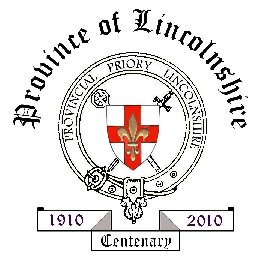 Province of Lincolnshire
PROVINCIAL PRIORY LINCOLNSHIRE
1910 2010
Centenary